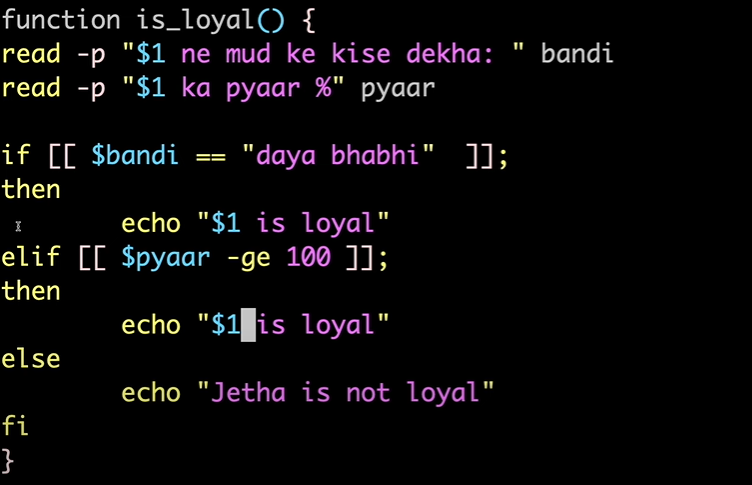 function is_loyal() {
read -p "$1 ne mud ke kise dekha: " bandi
read -p "$1 ka pyaar %" pyaar
if [[ $bandi == "daya bhabhi"  ]];
then
        echo "$1 is loyal"
elif [[ $pyaar -ge 100 ]];
then
        echo "$1 is loyal"
else
        echo "Jetha is not loyal"
fi
}